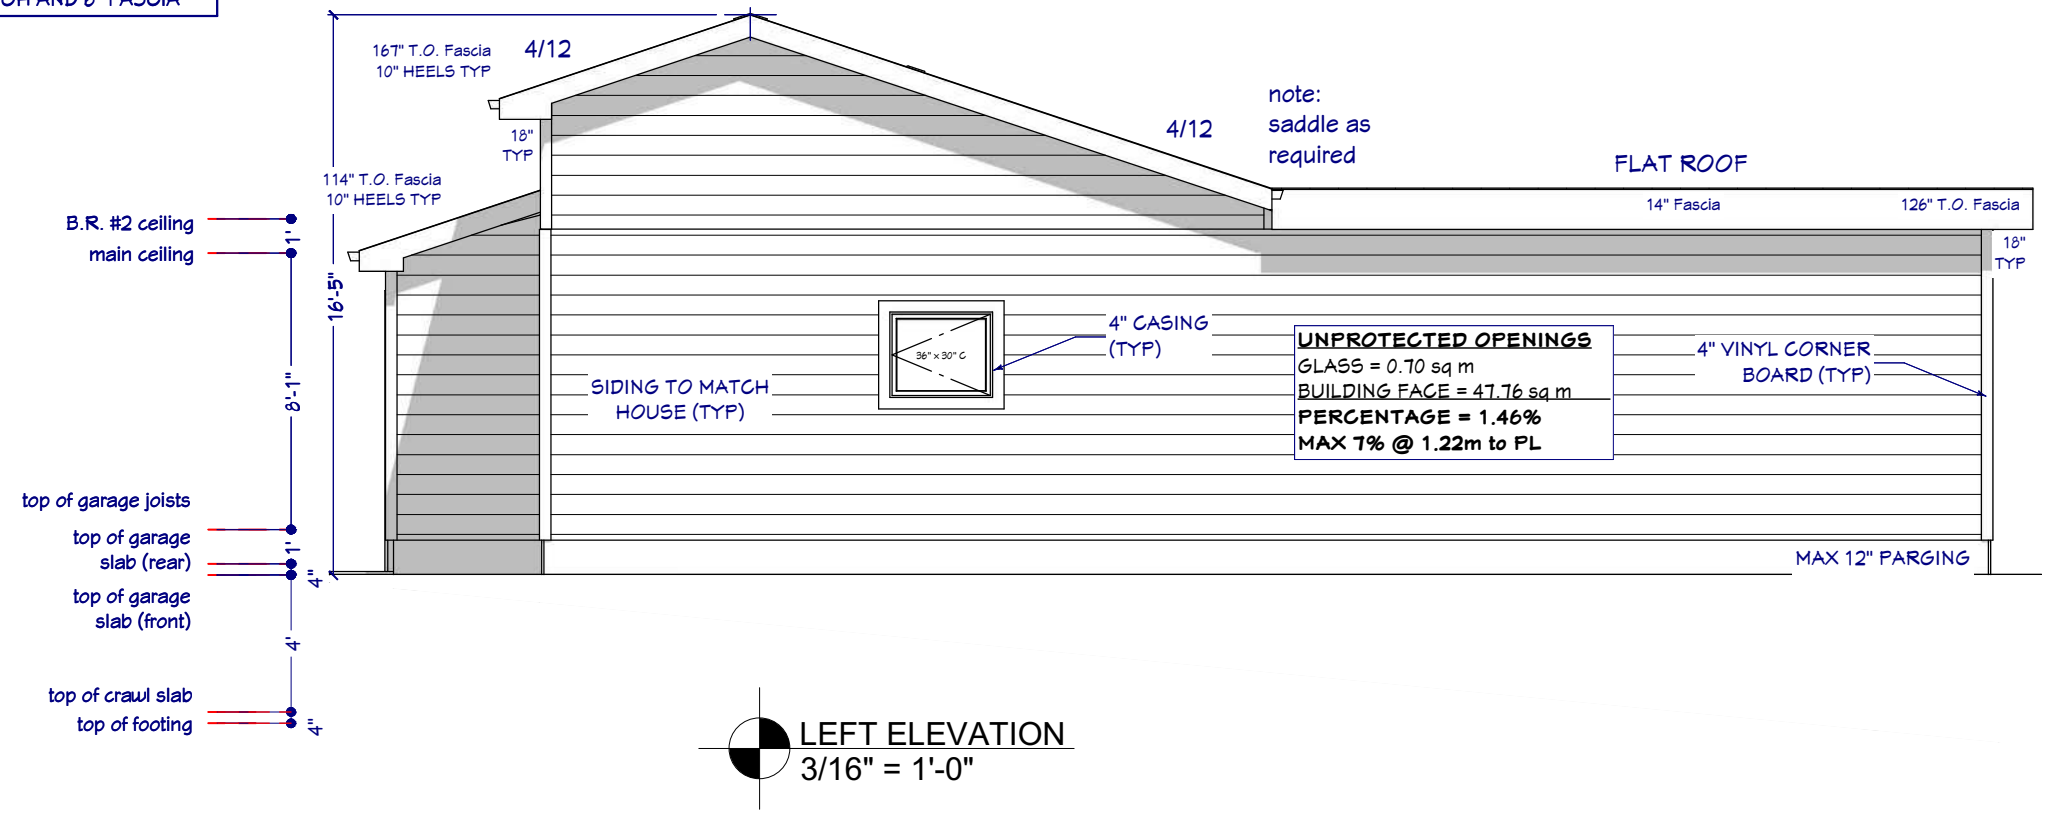 167" T.O. Fascia
10" HEELS TYP
4/12
note:
saddle as
required
4/12
FLAT ROOF
18"
TYP
114" T.O. Fascia
10" HEELS TYP
14" Fascia
126" T.O. Fascia
18"
TYP
B.R. #2 ceiling
1'
main ceiling
16'-5"
8'-1"
36" x 30" C
4" CASING
(TYP)
UNPROTECTED OPENINGS
GLASS = 0.70 sq m
BUILDING FACE = 47.76 sq m
PERCENTAGE = 1.46%
MAX 7% @ 1.22m to PL
4" VINYL CORNER
BOARD (TYP)
SIDING TO MATCH
HOUSE (TYP)
top of garage joists
1'
top of garage
slab (rear)
4"
MAX 12" PARGING
top of garage
slab (front)
4'
top of crawl slab
top of footing
4"
LEFT ELEVATION
3/16" = 1'-0"